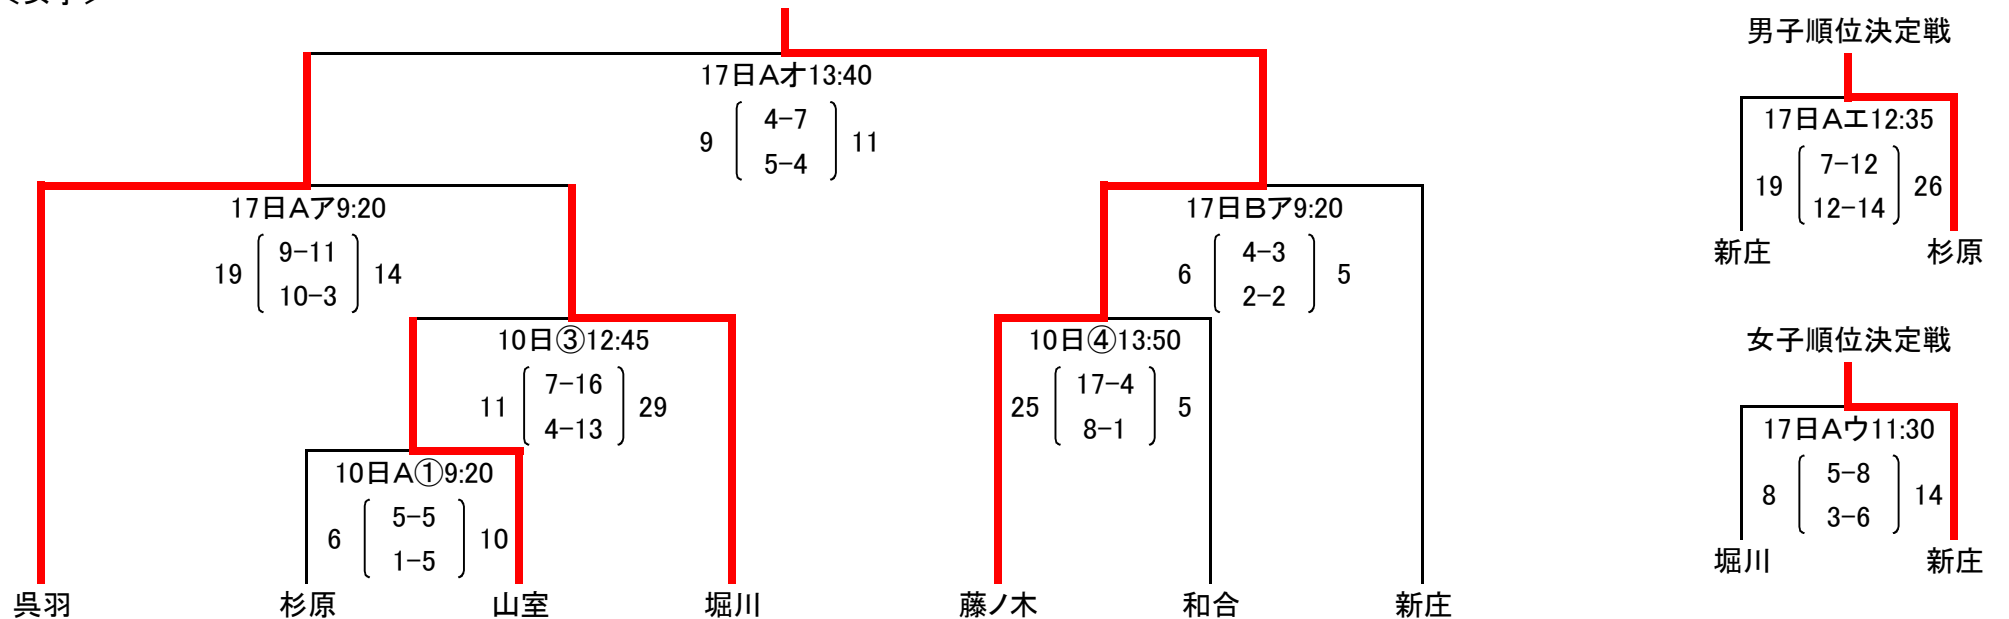 17日Aオ13:40
9 4-7 11
5-4
17日Aア9:20
19 9-11 14
10-3
17日Bア9:20
6 4-3 5
2-2
10日③12:45
11 7-16 29
4-13
10日④13:50
25 17-4 5
8-1
10日A①9:20
6 5-5 10
1-5
呉羽 杉原 山室 堀川 藤ノ木 和合 新庄
男子順位決定戦
17日Aエ12:35
19 7-12 26
12-14
新庄 杉原
女子順位決定戦
17日Aウ11:30
8 5-8 14
3-6
堀川 新庄